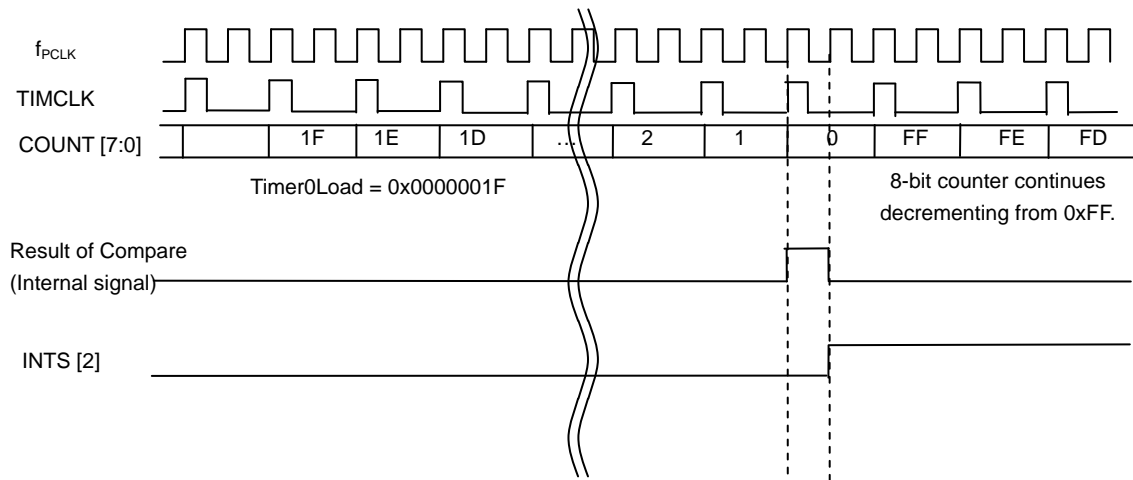 fPCLK
TIMCLK
COUNT [7:0]
1F 1E 1D ... 2 1 0 FF FE FD
Timer0Load = 0x0000001F
8-bit counter continues
decrementing from 0xFF.
Result of Compare
(Internal signal)
INTS [2]